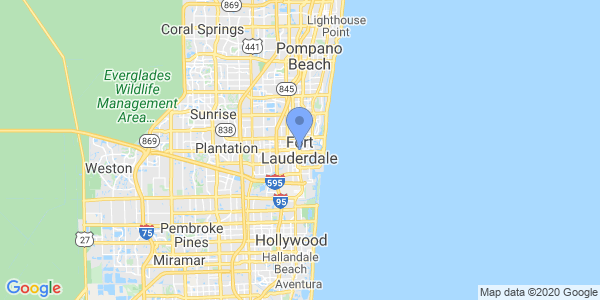 869
Lighthouse
Point
Coral Springs
441
Pompano
Beach
Everglades
Wildlife
Management
Area...
845
Sunrise
838
869
Fort
Lauderdale
Plantation
Weston
595
95
75
27
Pembroke
Pines
Hollywood
Miramar
Hallandale
Beach
Aventura
Google
Map data ©2020 Google